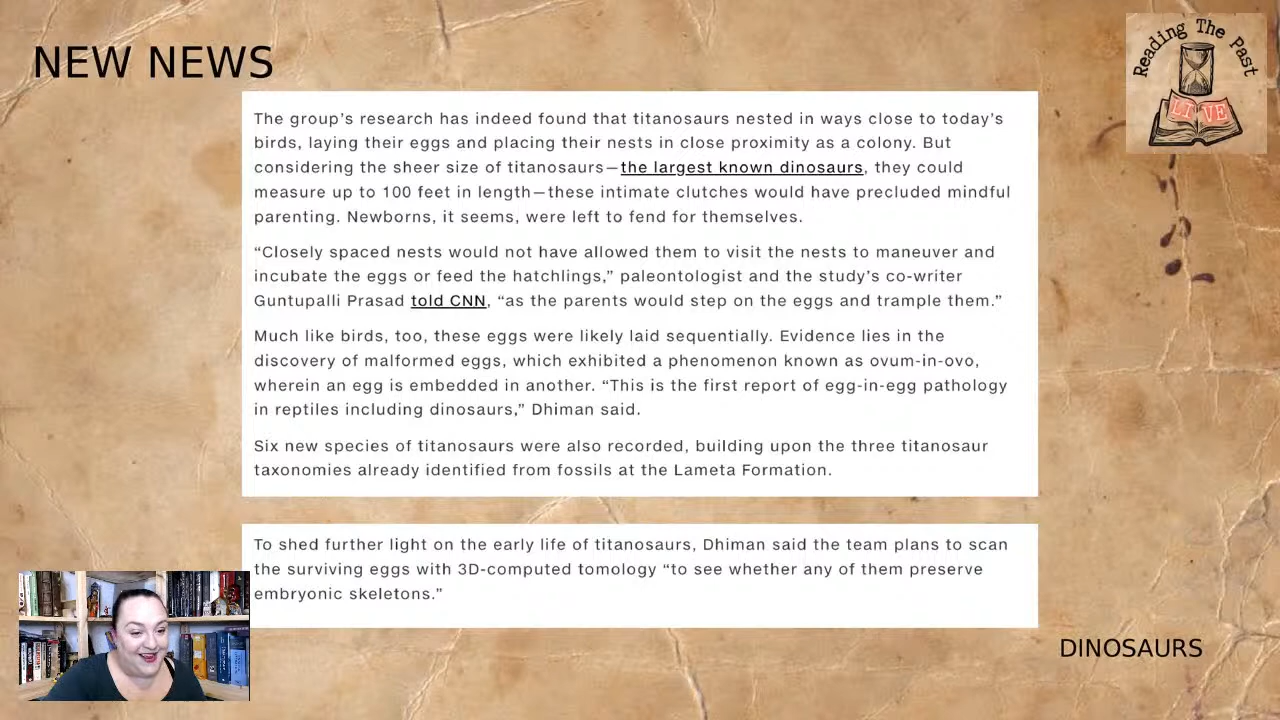 NEW NEWS
Reading The Past
LIVE
The group’s research has indeed found that titanosaurs nested in ways close to today’s
birds, laying their eggs and placing their nests in close proximity as a colony. But
considering the sheer size of titanosaurs—the largest known dinosaurs, they could
measure up to 100 feet in length—these intimate clutches would have precluded mindful
parenting. Newborns, it seems, were left to fend for themselves.
“Closely spaced nests would not have allowed them to visit the nests to maneuver and
incubate the eggs or feed the hatchlings,” paleontologist and the study’s co-writer
Guntupalli Prasad told CNN, “as the parents would step on the eggs and trample them.”
Much like birds, too, these eggs were likely laid sequentially. Evidence lies in the
discovery of malformed eggs, which exhibited a phenomenon known as ovum-in-ovo,
wherein an egg is embedded in another. “This is the first report of egg-in-egg pathology
in reptiles including dinosaurs,” Dhiman said.
Six new species of titanosaurs were also recorded, building upon the three titanosaur
taxonomies already identified from fossils at the Lameta Formation.
To shed further light on the early life of titanosaurs, Dhiman said the team plans to scan
the surviving eggs with 3D-computed tomology “to see whether any of them preserve
embryonic skeletons.”
DINOSAURS